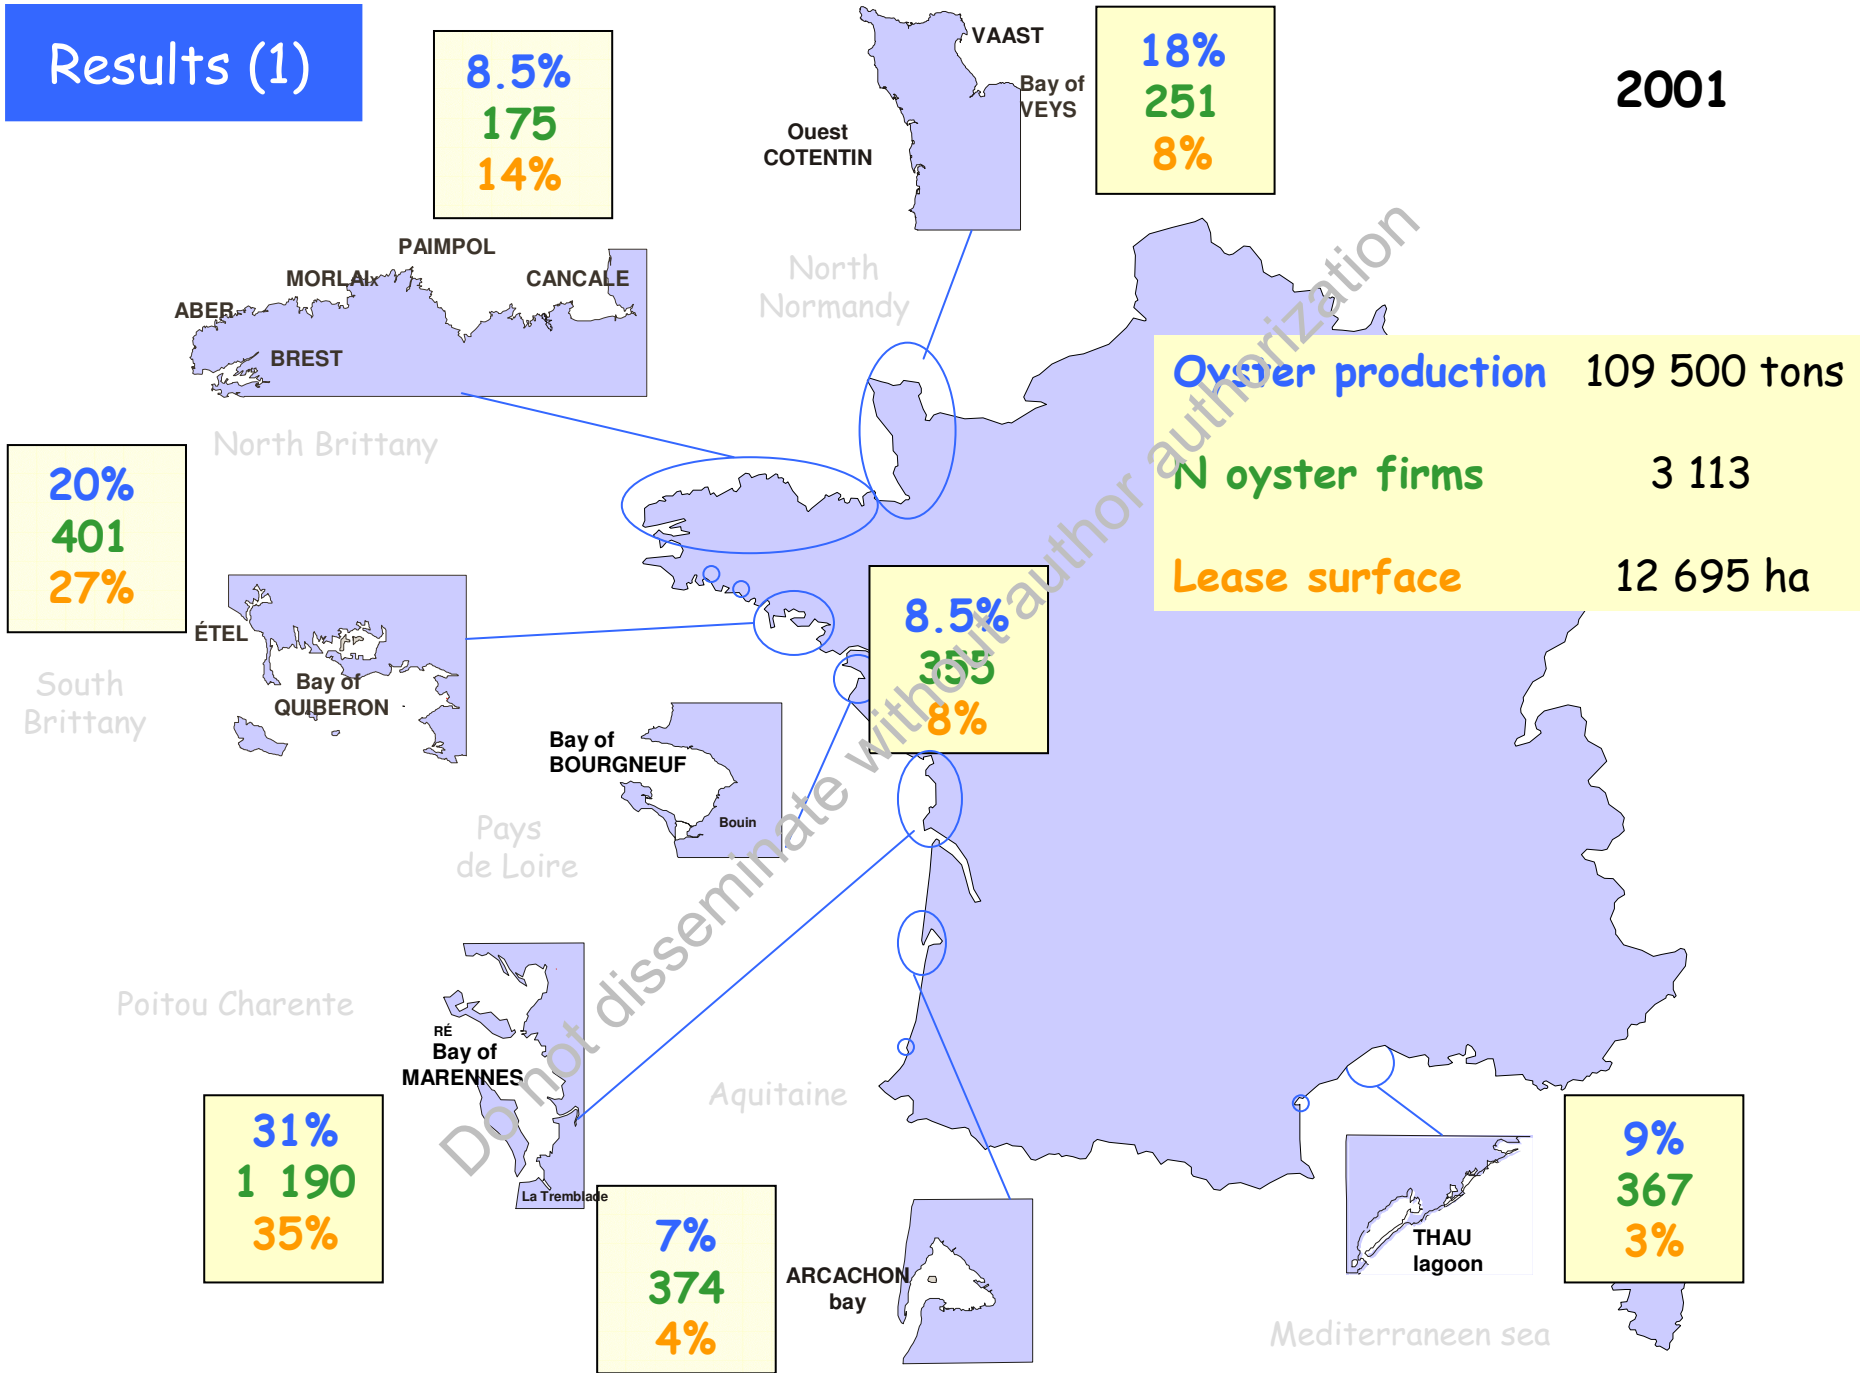 Results (1)
8.5%
175
14%
VAAST
Bay of
VEYS
Ouest
COTENTIN
18%
251
8%
2001
PAIMPOL
MORLAIx
CANCALE
ABER
BREST
North
Normandy
North Brittany
Oyster production 109 500 tons
N oyster firms 3 113
Lease surface 12 695 ha
20%
401
27%
ÉTEL
Bay of
QUIBERON
South
Brittany
8.5%
355
8%
Bay of
BOURGNEUF
Bouin
Pays
de Loire
Poitou Charente
RÉ
Bay of
MARENNES
La Tremblade
31%
1 190
35%
Aquitaine
7%
374
4%
ARCACHON
bay
THAU
lagoon
9%
367
3%
Mediterraneen sea
Do not disseminate without author authorization